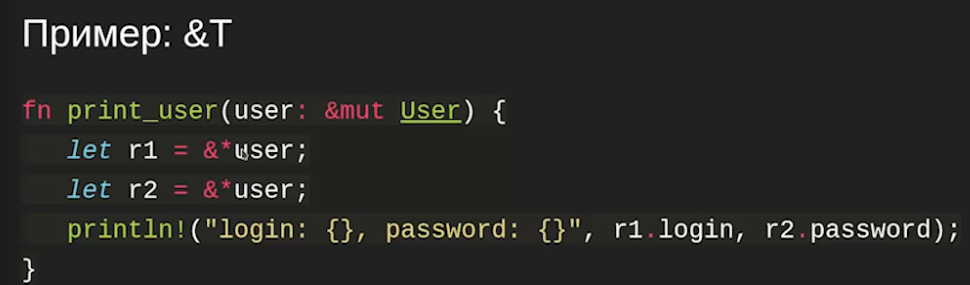 Пример: &T
fn print_user(user: &mut User) {
let r1 = &*user;
let r2 = &*user;
println!("login: {}, password: {}", r1.login, r2.password);
}